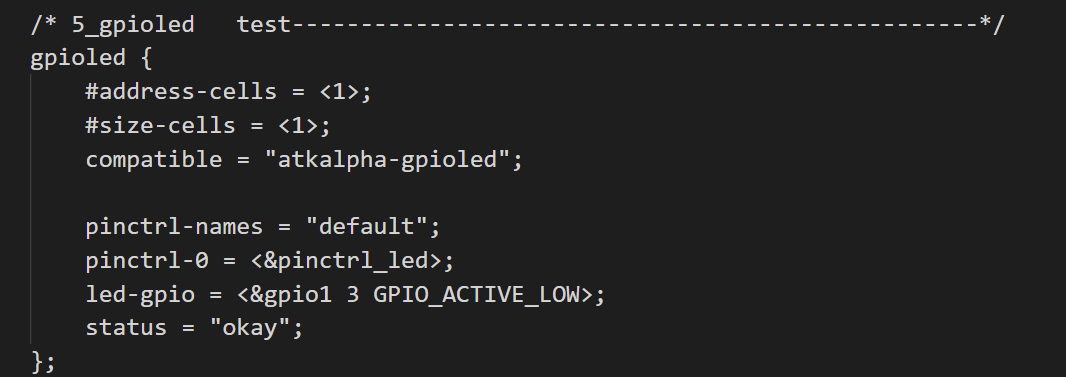 /* 5_gpioled   test--------------------------------------------------*/
gpioled {
    #address-cells = <1>;
    #size-cells = <1>;
    compatible = "atkalpha-gpioled";

    pinctrl-names = "default";
    pinctrl-0 = <&pinctrl_led>;
    led-gpio = <&gpio1 3 GPIO_ACTIVE_LOW>;
    status = "okay";
};